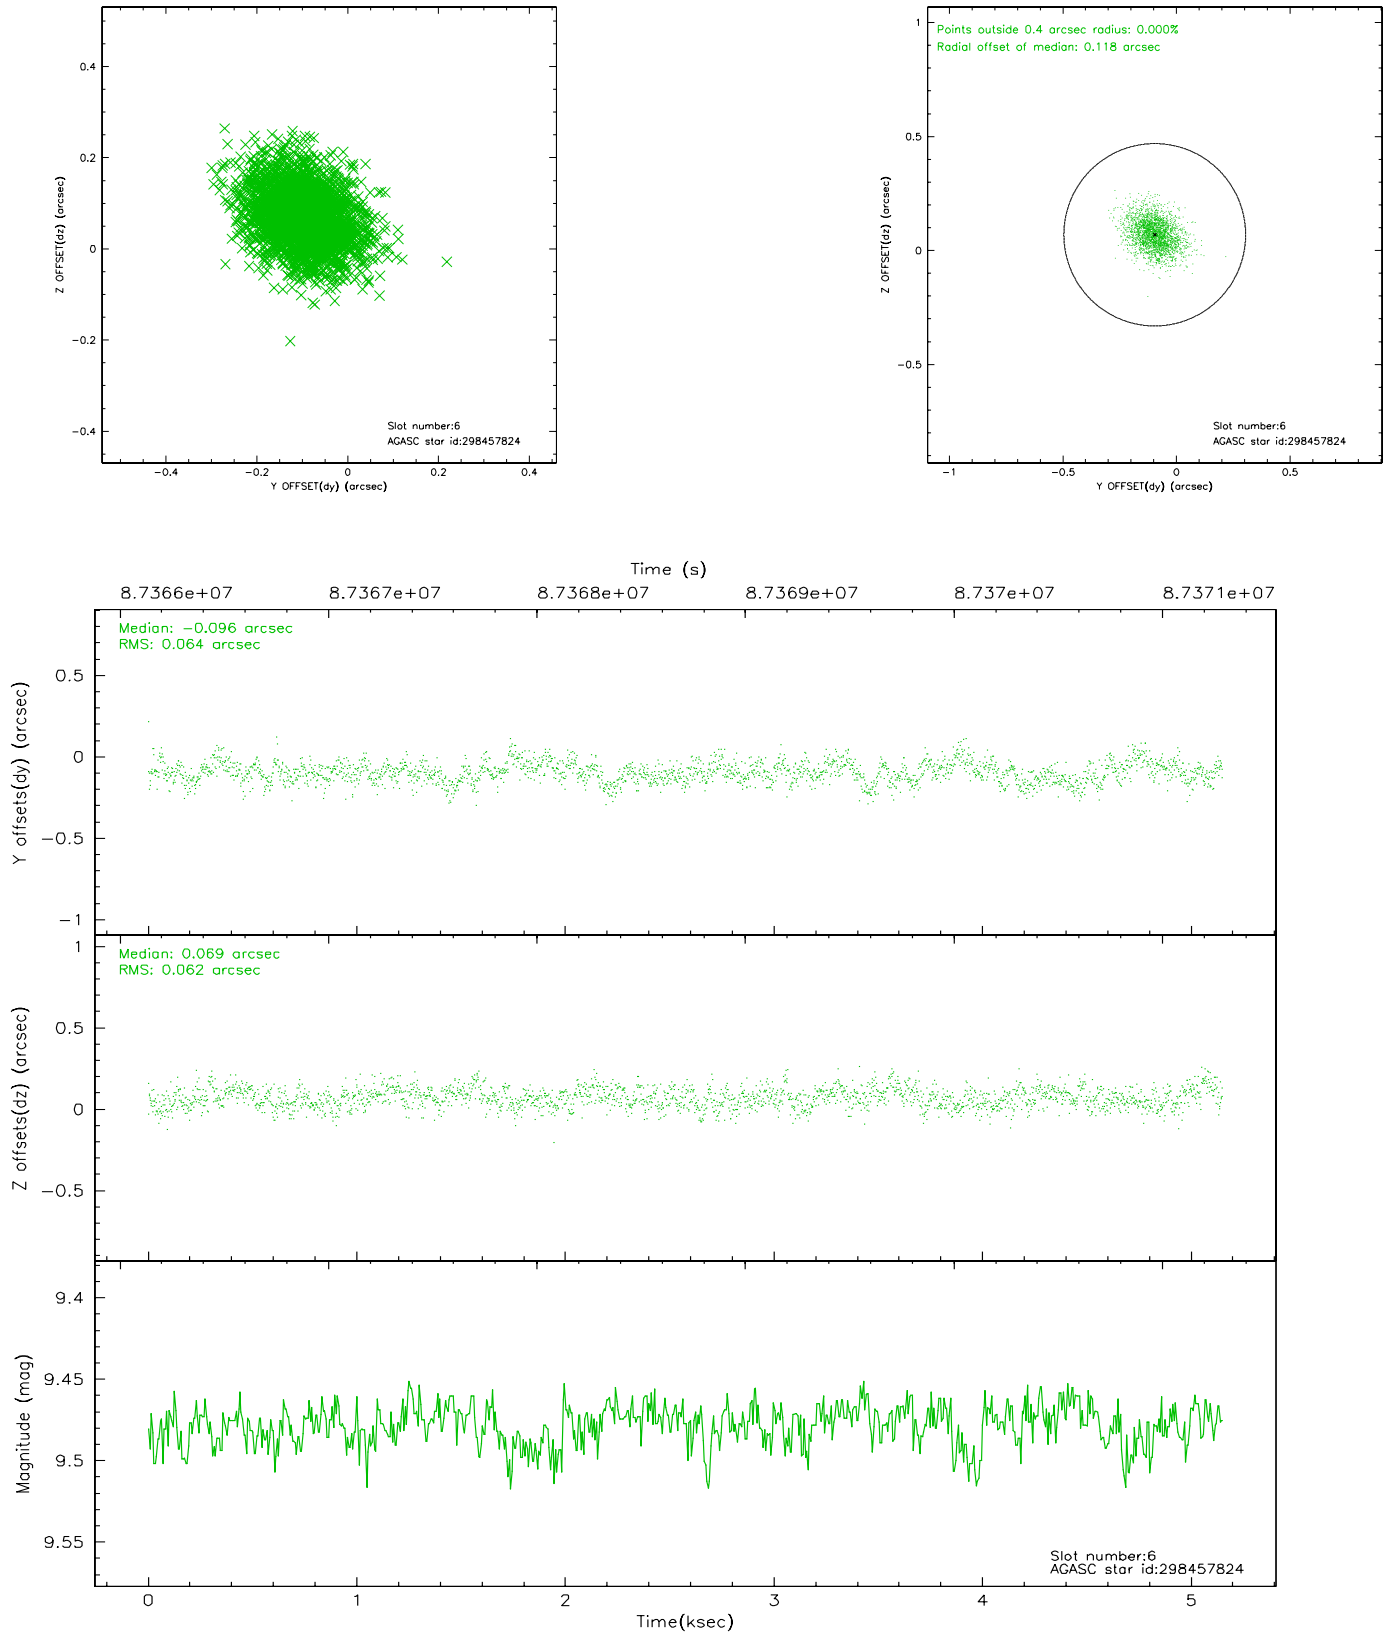 0.4
0.2
0
−0.2
−0.4
Z OFFSET(dz) (arcsec)
Slot number:6
AGASC star id:298457824
−0.4 −0.2 0 0.2 0.4
Y OFFSET(dy) (arcsec)
Points outside 0.4 arcsec radius: 0.000%
Radial offset of median: 0.118 arcsec
1
0.5
0
−0.5
Z OFFSET(dz) (arcsec)
Slot number:6
AGASC star id:298457824
−1 −0.5 0 0.5
Y OFFSET(dy) (arcsec)
Time (s)
8.7366e+07 8.7367e+07 8.7368e+07 8.7369e+07 8.737e+07 8.7371e+07
Median: −0.096 arcsec
RMS: 0.064 arcsec
0.5
0
−0.5
−1
Y offsets(dy) (arcsec)
Median: 0.069 arcsec
RMS: 0.062 arcsec
1
0.5
0
−0.5
Z offsets(dz) (arcsec)
9.4
9.45
9.5
9.55
Magnitude (mag)
Slot number:6
AGASC star id:298457824
0 1 2 3 4 5
Time(ksec)